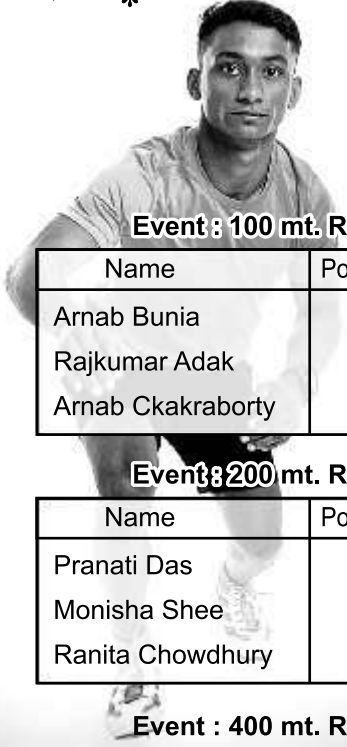 Event : 100 mt. R
Name Po
Arnab Bunia
Rajkumar Adak
Arnab Ckakraborty
Event : 200 mt. R
Name Po
Pranati Das
Monisha Shee
Ranita Chowdhury
Event : 400 mt. R